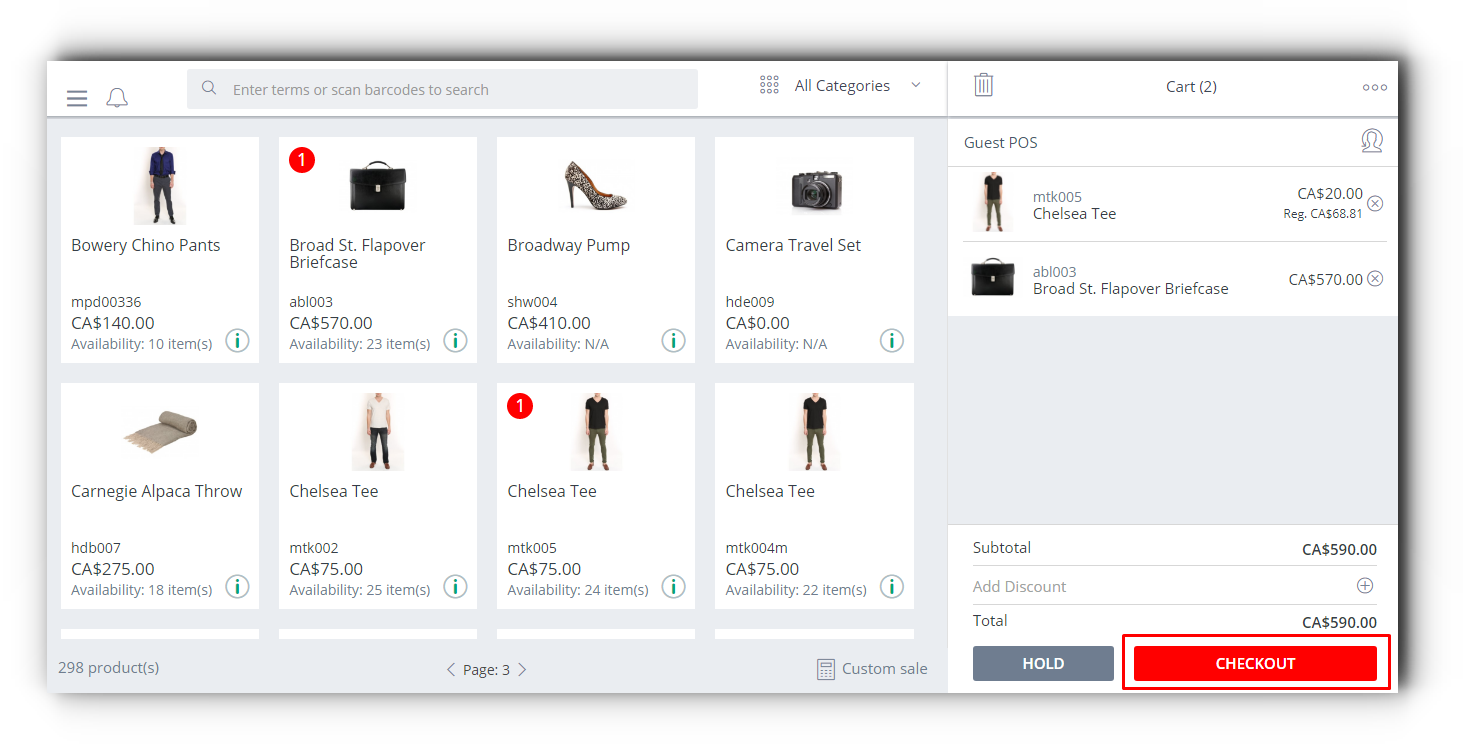 Enter terms or scan barcodes to search
All Categories
Cart (2)
Guest POS
mtk005
Chelsea Tee
CA$20.00
Reg. CA$68.81
abl003
Broad St. Flapover Briefcase
CA$570.00
Bowery Chino Pants
mpd00336
CA$140.00
Availability: 10 item(s)
i
1
Broad St. Flapover
Briefcase
abl003
CA$570.00
Availability: 23 item(s)
i
Broadway Pump
shw004
CA$410.00
Availability: N/A
i
Camera Travel Set
hde009
CA$0.00
Availability: N/A
i
Carnegie Alpaca Throw
hdb007
CA$275.00
Availability: 18 item(s)
i
Chelsea Tee
mtk002
CA$75.00
Availability: 25 item(s)
i
1
Chelsea Tee
mtk005
CA$75.00
Availability: 24 item(s)
i
Chelsea Tee
mtk004m
CA$75.00
Availability: 22 item(s)
i
298 product(s)
Page: 3
Custom sale
Subtotal
CA$590.00
Add Discount
Total
CA$590.00
HOLD
CHECKOUT